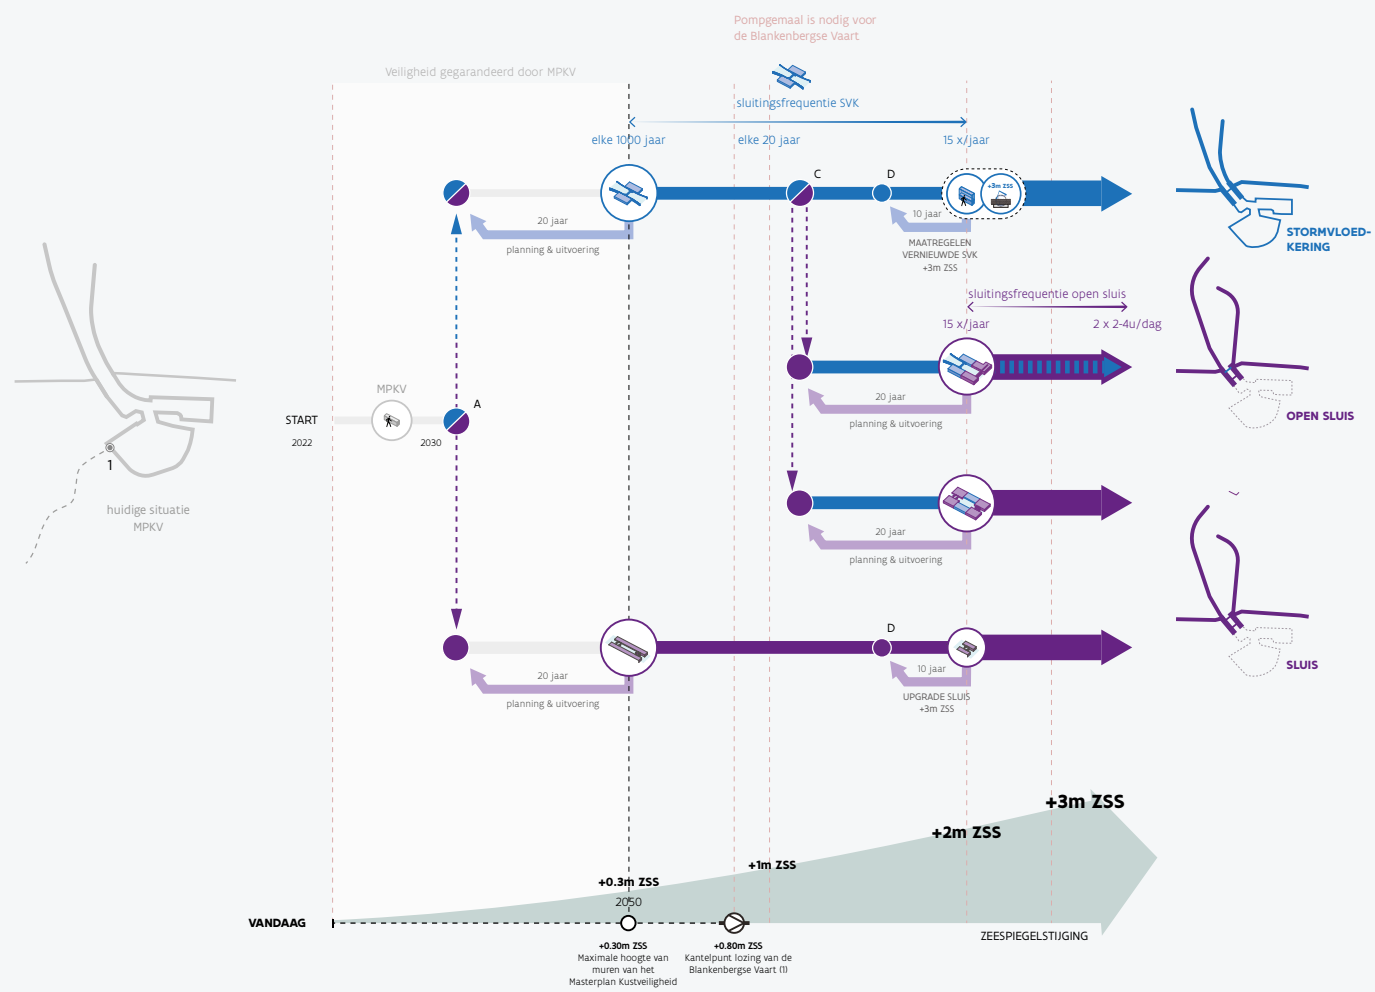 Pompgemaal is nodig voor
de Blankenbergse Vaart
Veiligheid gegarandeerd door MPKV
sluitingsfrequentie SVK
elke 1000 jaar
elke 20 jaar
15 x/jaar
C
D
+3m ZSS
20 jaar
planning & uitvoering
10 jaar
MAATREGELEN
VERNIEUWDE SVK
+3m ZSS
STORMVLOED-
KERING
sluitingsfrequentie open sluis
15 x/jaar
2 x 2-4u/dag
MPKV
A
START
2022
2030
20 jaar
planning & uitvoering
OPEN SLUIS
1
huidige situatie
MPKV
20 jaar
planning & uitvoering
D
20 jaar
planning & uitvoering
10 jaar
UPGRADE SLUIS
+3m ZSS
SLUIS
+3m ZSS
+2m ZSS
+1m ZSS
+0.3m ZSS
2050
VANDAAG
ZEESPIEGELSTIJGING
+0.30m ZSS
Maximale hoogte van
muren van het
Masterplan Kustveiligheid
+0.80m ZSS
Kantelpunt lozing van de
Blankenbergse Vaart (1)